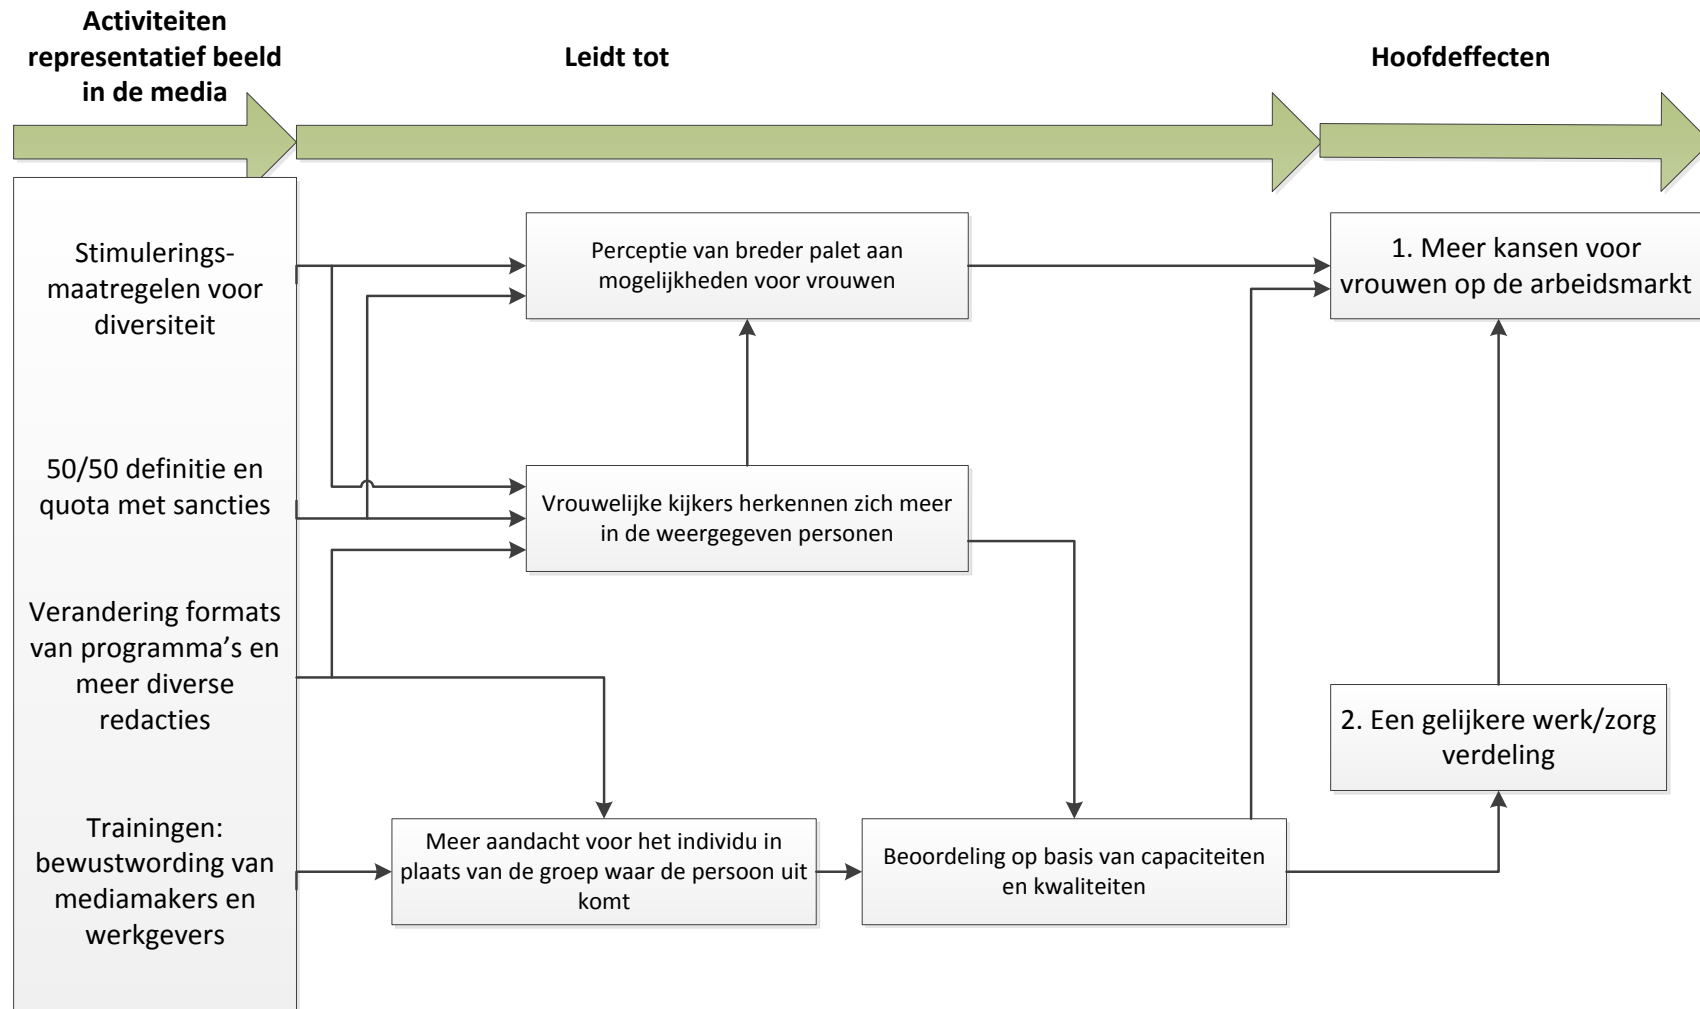 Activiteiten
representatief beeld
in de media
Leidt tot
Hoofdeffecten
Stimulerings-
maatregelen voor
diversiteit
50/50 definitie en
quota met sancties
Verandering formats
van programma’s en
meer diverse
redacties
Trainingen:
bewustwording van
mediamakers en
werkgevers
Perceptie van breder palet aan
mogelijkheden voor vrouwen
Vrouwelijke kijkers herkennen zich meer
in de weergegeven personen
Meer aandacht voor het individu in
plaats van de groep waar de persoon uit
komt
Beoordeling op basis van capaciteiten
en kwaliteiten
1. Meer kansen voor
vrouwen op de arbeidsmarkt
2. Een gelijkere werk/zorg
verdeling